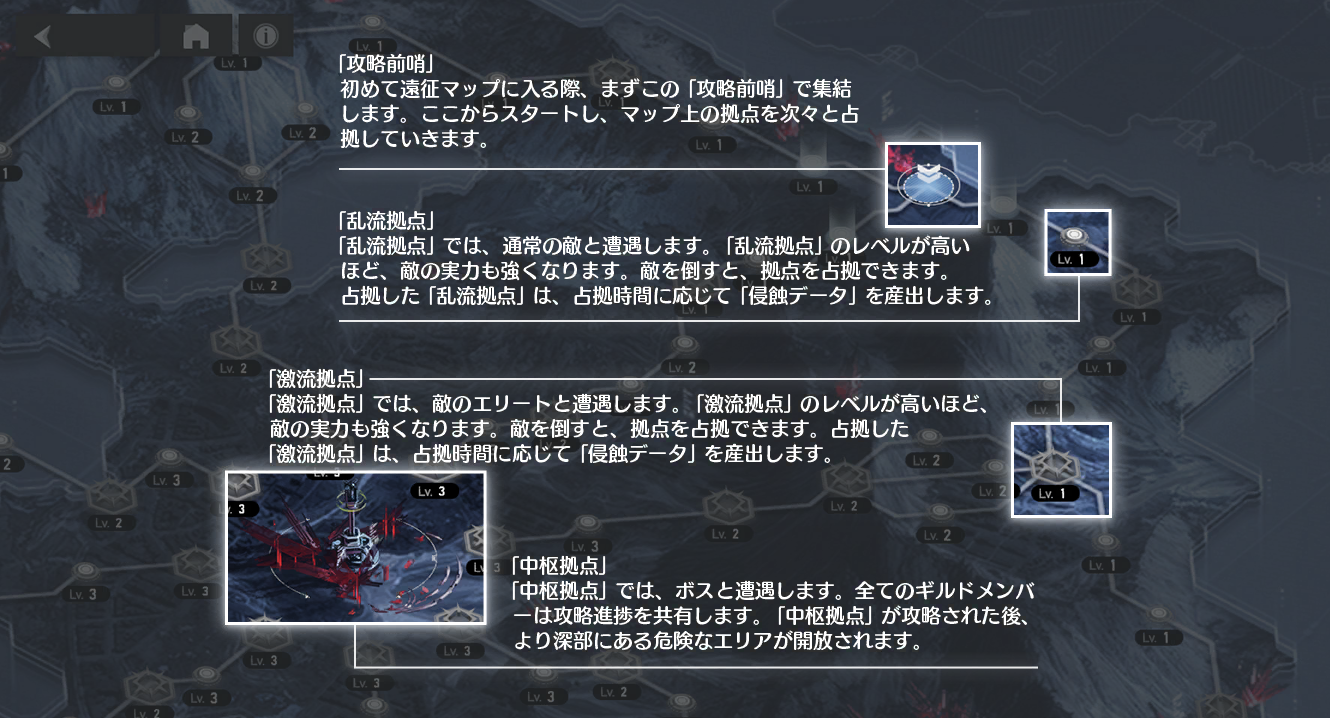 「攻略前哨」
初めて遠征マップに入る際、まずこの「攻略前哨」で集結
します。ここからスタートし、マップ上の拠点を次々と占
拠していきます。
「乱流拠点」
「乱流拠点」では、通常の敵と遭遇します。「乱流拠点」のレベルが高い
ほど、敵の実力も強くなります。敵を倒すと、拠点を占拠できます。
占拠した「乱流拠点」は、占拠時間に応じて「侵蝕データ」を産出します。
Lv. 1
「激流拠点」
「激流拠点」では、敵のエリートと遭遇します。「激流拠点」のレベルが高いほど、
敵の実力も強くなります。敵を倒すと、拠点を占拠できます。占拠した
「激流拠点」は、占拠時間に応じて「侵蝕データ」を産出します。
Lv. 1
Lv. 3
「中枢拠点」
「中枢拠点」では、ボスと遭遇します。全てのギルドメンバ
ーは攻略進捗を共有します。「中枢拠点」が攻略された後、
より深部にある危険なエリアが開放されます。